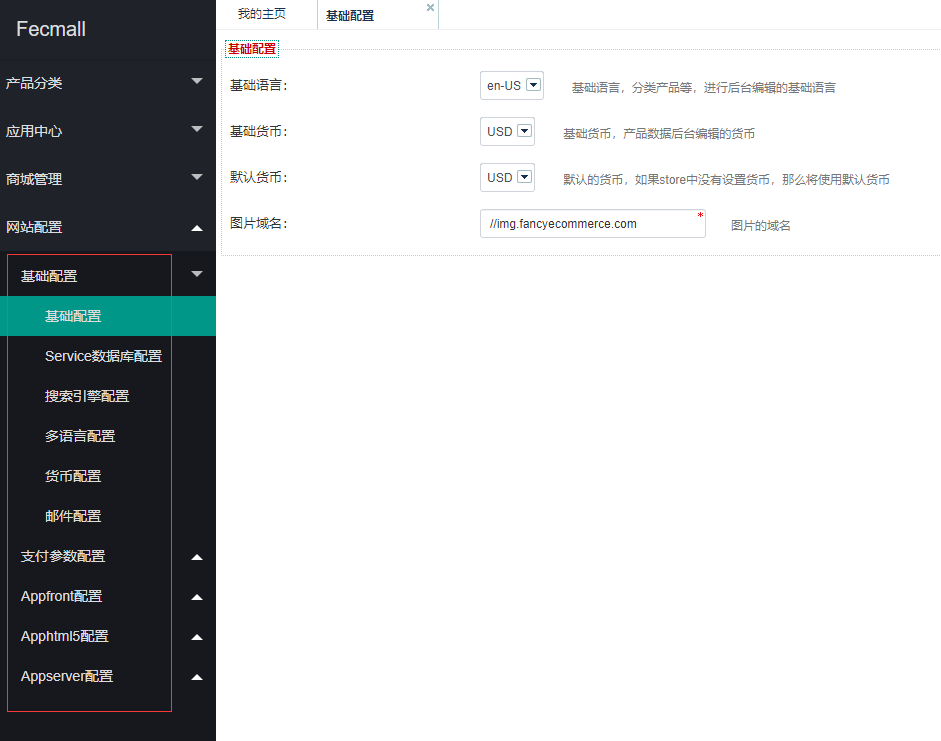 Fecmall
产品分类
应用中心
商城管理
网站配置
基础配置
基础配置
Service数据库配置
搜索引擎配置
多语言配置
货币配置
邮件配置
支付参数配置
Appfront配置
Apphtml5配置
Appserver配置
我的主页 基础配置 ×
基础配置
基础语言： en-US 基础语言，分类产品等，进行后台编辑的基础语言
基础货币： USD 基础货币，产品数据后台编辑的货币
默认货币： USD 默认的货币，如果store中没有设置货币，那么将使用默认货币
图片域名： //img.fancyecommerce.com * 图片的域名